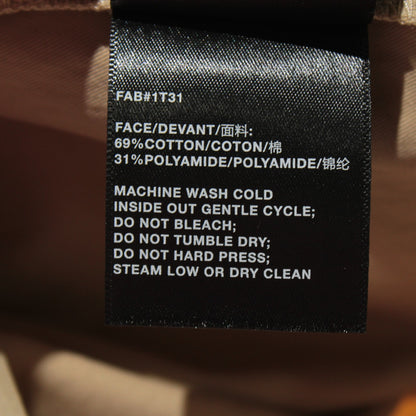 FAB#1T31
FACE/DEVANT/面料:
69%COTTON/COTON/棉
31%POLYAMIDE/POLYAMIDE/锦纶
MACHINE WASH COLD
INSIDE OUT GENTLE CYCLE;
DO NOT BLEACH;
DO NOT TUMBLE DRY;
DO NOT HARD PRESS;
STEAM LOW OR DRY CLEAN